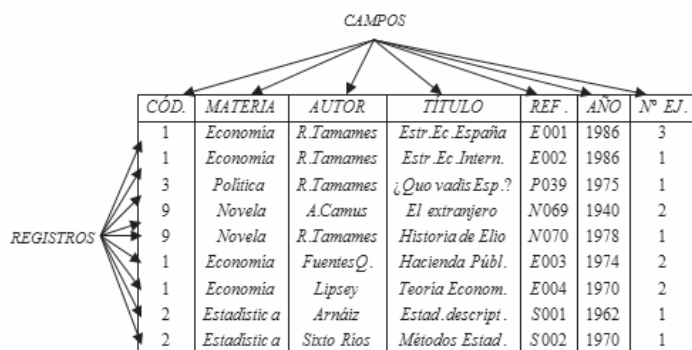 CAMPOS
CÓD. MATERIA AUTOR TÍTULO REF. AÑO Nº EJ.
1 Economía R.Tamames Estr.Ec.España E001 1986 3
1 Economía R.Tamames Estr.Ec.Intern. E002 1986 1
3 Política R.Tamames ¿Quo vadis Esp.? P039 1975 1
9 Novela A.Camus El extranjero N069 1940 2
REGISTROS 9 Novela R.Tamames Historia de Elio N070 1978 1
1 Economía Fuentes Q. Hacienda Públ. E003 1974 2
1 Economía Lipsey Teoría Econom. E004 1970 2
2 Estadística Arnáiz Estad.descript. S001 1962 1
2 Estadística Sixto Ríos Métodos Estad. S002 1970 1